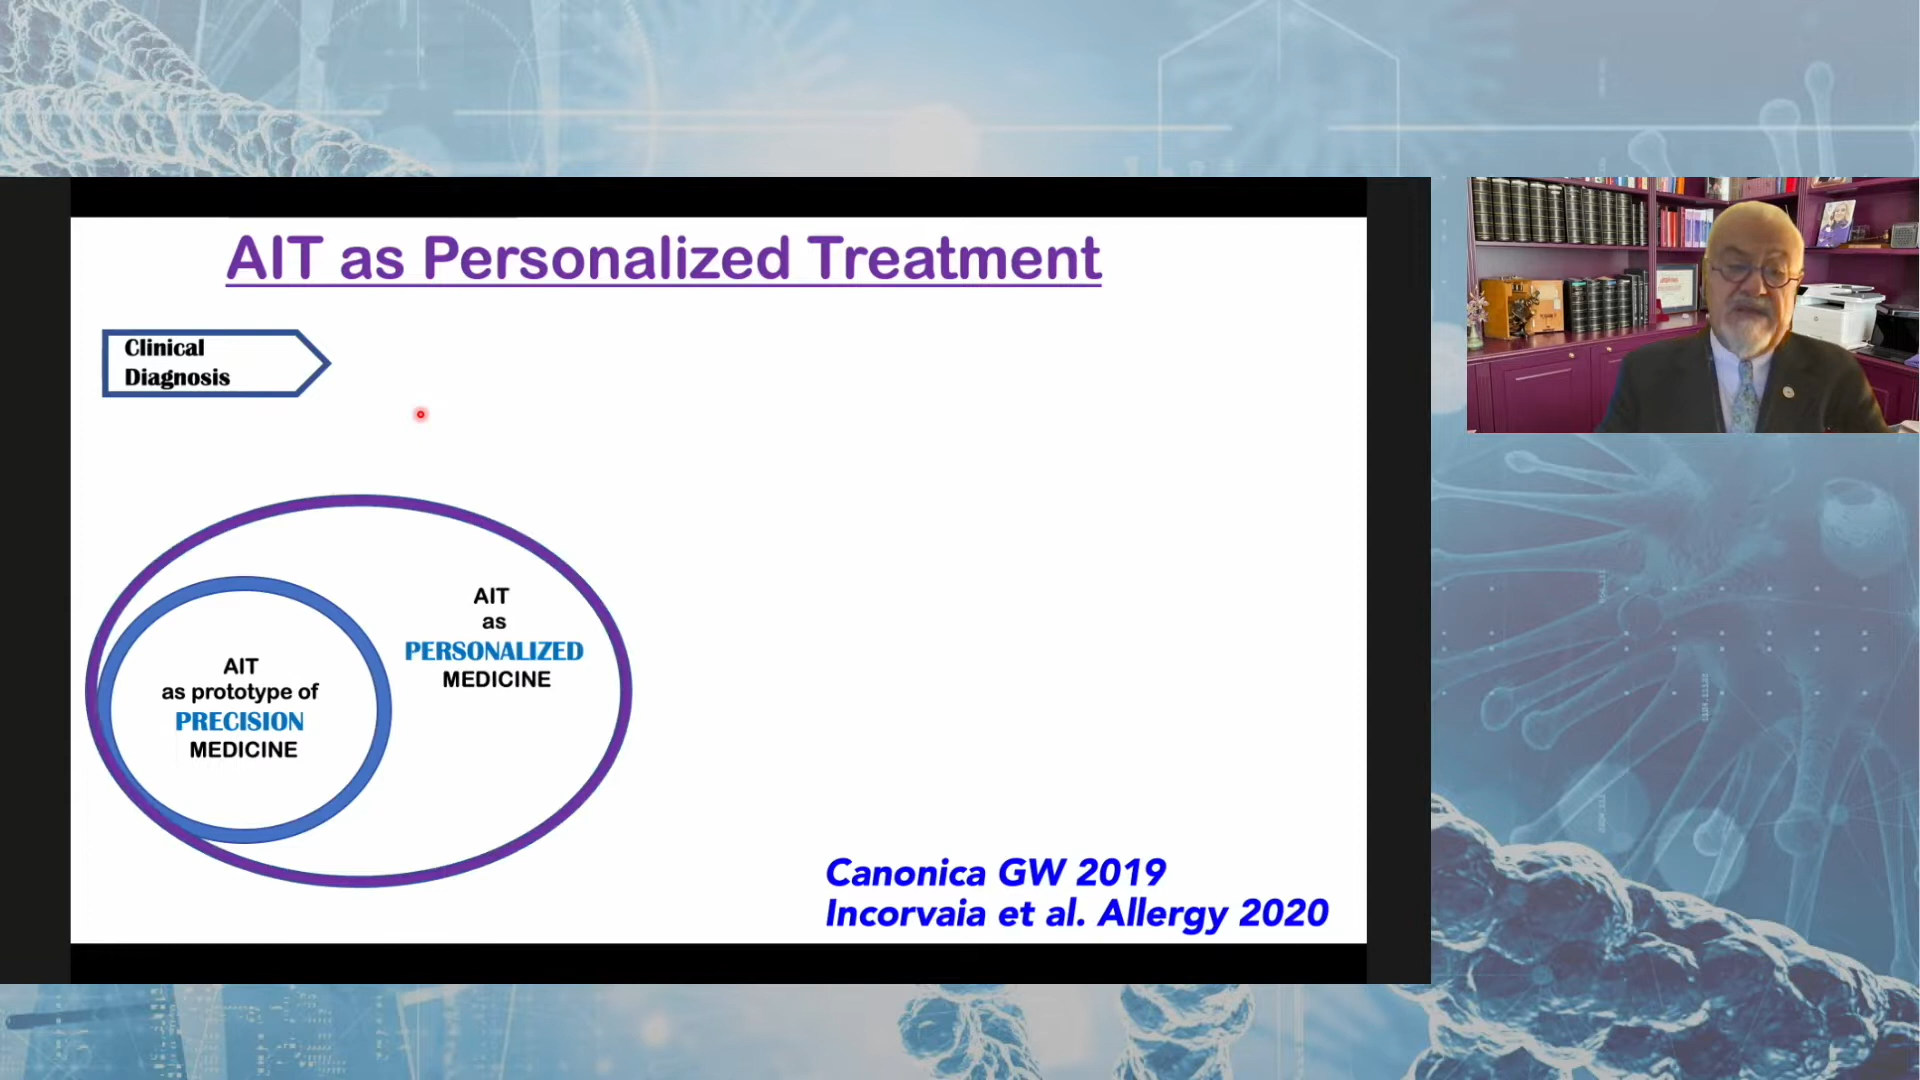 AIT as Personalized Treatment
Clinical
Diagnosis
AIT
as
PERSONALIZED
MEDICINE
AIT
as prototype of
PRECISION
MEDICINE
Canonica GW 2019
Incorvaia et al. Allergy 2020